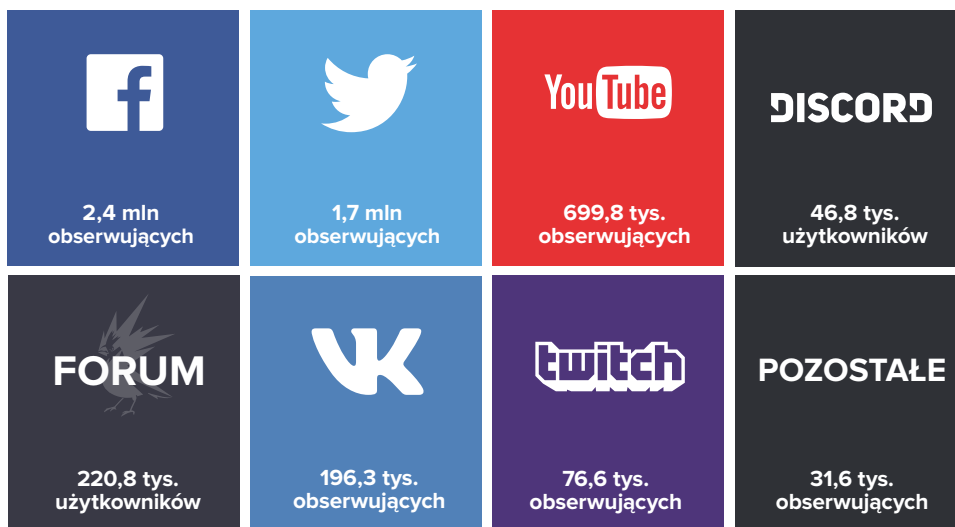 YouTube
DISCORD
2,4 mln
obserwujących
1,7 mln
obserwujących
699,8 tys.
obserwujących
46,8 tys.
użytkowników
FORUM
VK
twitch
POZOSTAŁE
220,8 tys.
użytkowników
196,3 tys.
obserwujących
76,6 tys.
obserwujących
31,6 tys.
obserwujących